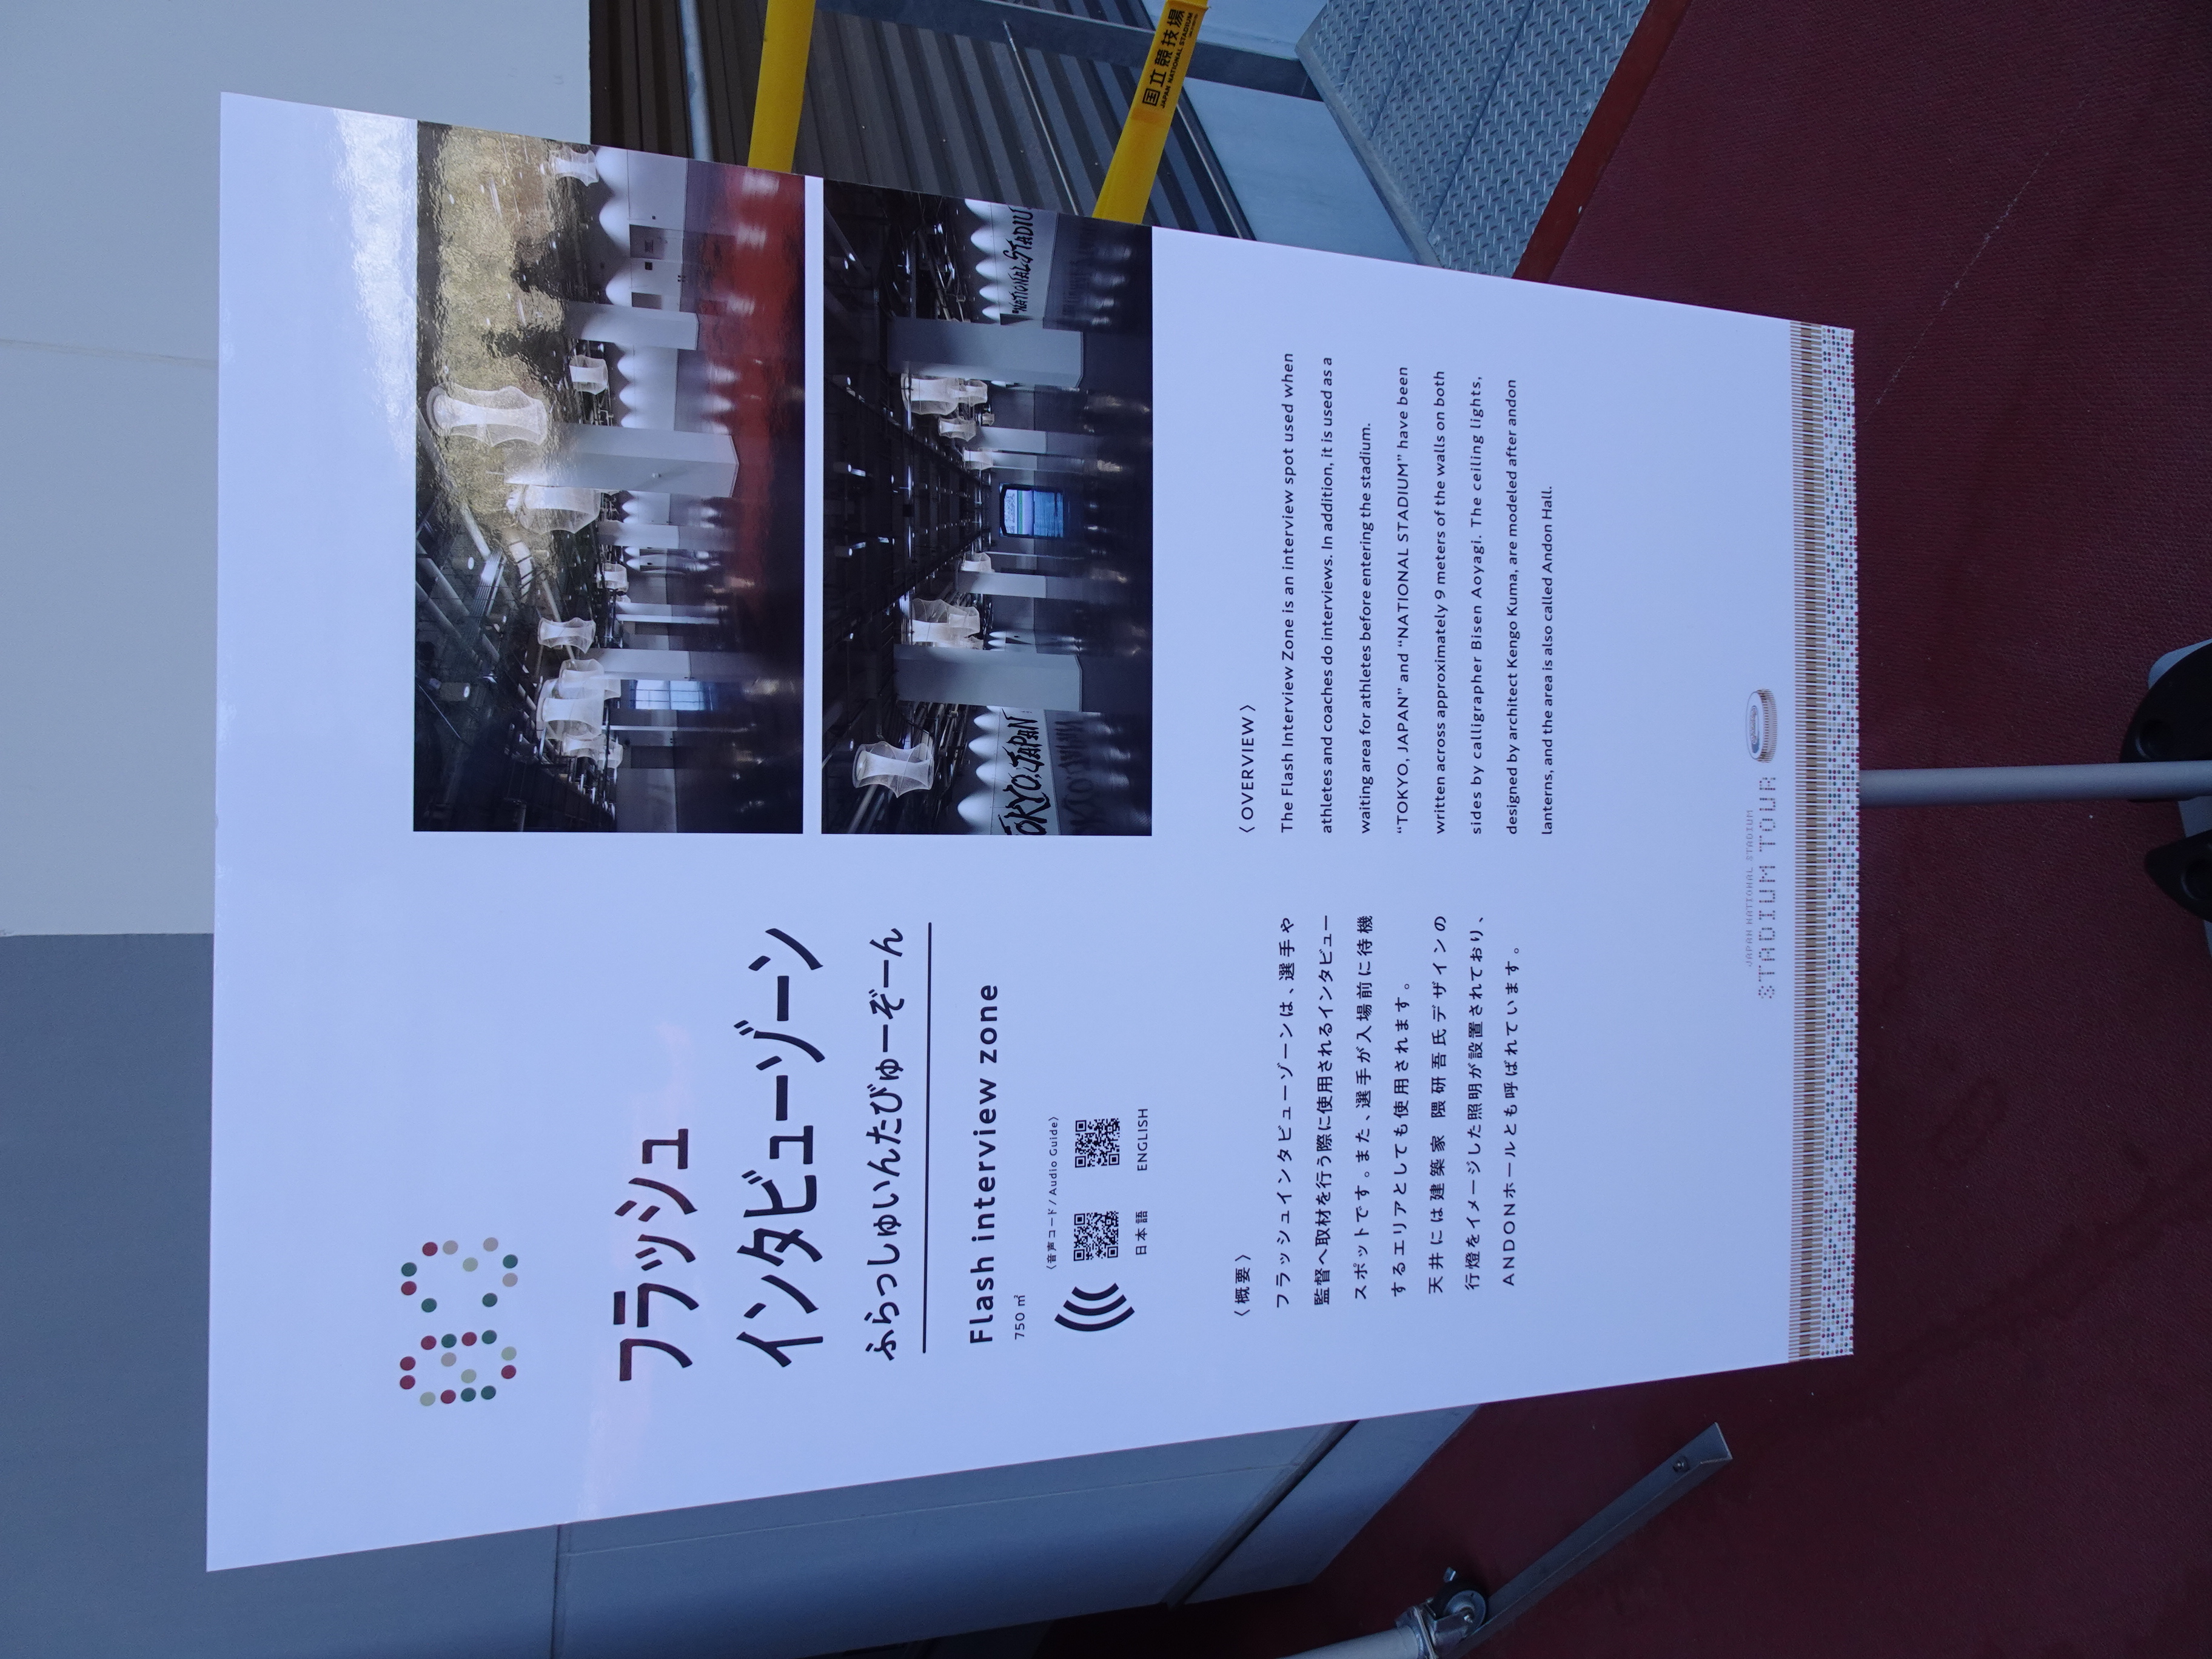 03
フラッシュ
インタビューゾーン
ふらっしゅいんたびゅーぞーん
Flash interview zone
750 ㎡
〈音声コード / Audio Guide〉
日本語 ENGLISH
OKYO, JAPAN
NATIONAL STADIU
〈概要〉
フラッシュインタビューゾーンは、選手や
監督へ取材を行う際に使用されるインタビュー
スポットです。また、選手が入場前に待機
するエリアとしても使用されます。
天井には建築家 隈研吾氏デザインの
行燈をイメージした照明が設置されており、
ANDONホールとも呼ばれています。
〈OVERVIEW〉
The Flash Interview Zone is an interview spot used when
athletes and coaches do interviews. In addition, it is used as a
waiting area for athletes before entering the stadium.
“TOKYO, JAPAN” and “NATIONAL STADIUM” have been
written across approximately 9 meters of the walls on both
sides by calligrapher Bisen Aoyagi. The ceiling lights,
designed by architect Kengo Kuma, are modeled after andon
lanterns, and the area is also called Andon Hall.
JAPAN NATIONAL STADIUM
STADIUM TOUR
国立競技場
JAPAN NATIONAL STADIUM